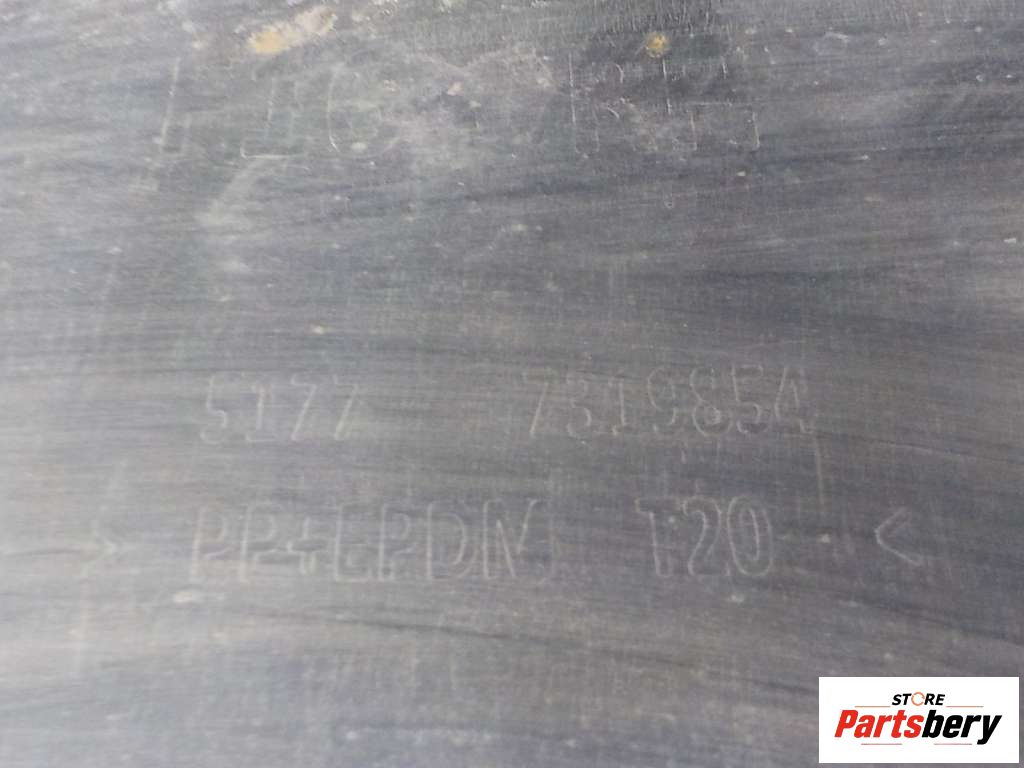 5177 7319854
>PP+EPDM T20<
STORE
Partsbery